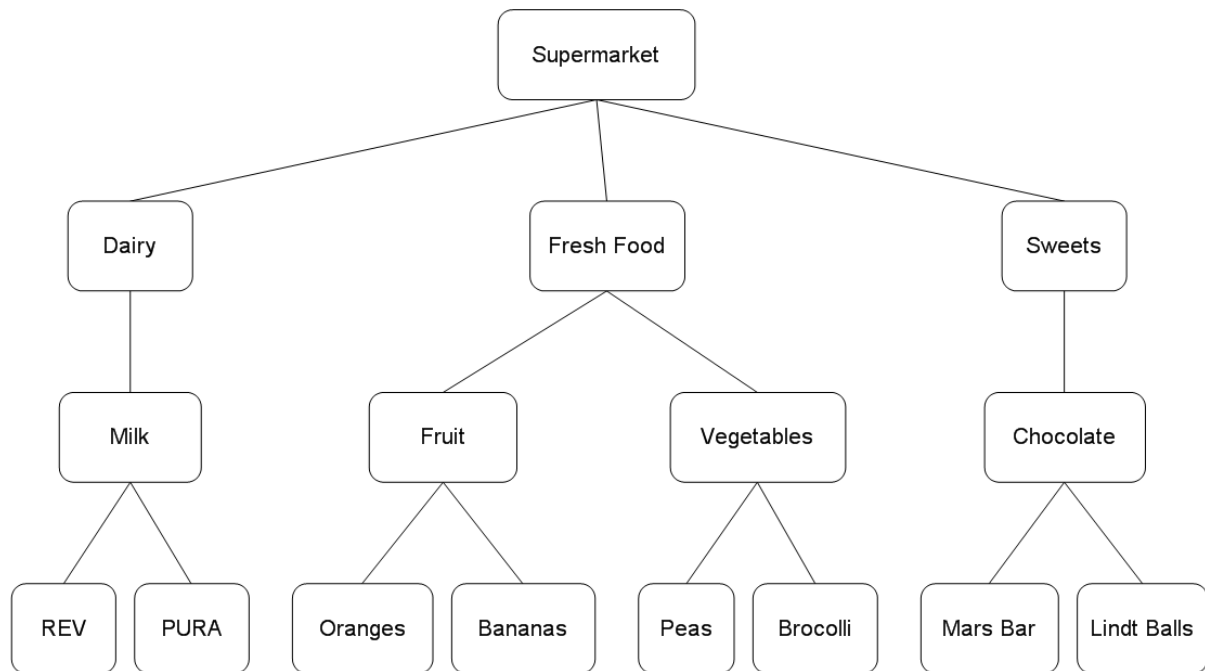 Supermarket
Dairy
Fresh Food
Sweets
Milk
Fruit
Vegetables
Chocolate
REV
PURA
Oranges
Bananas
Peas
Brocolli
Mars Bar
Lindt Balls